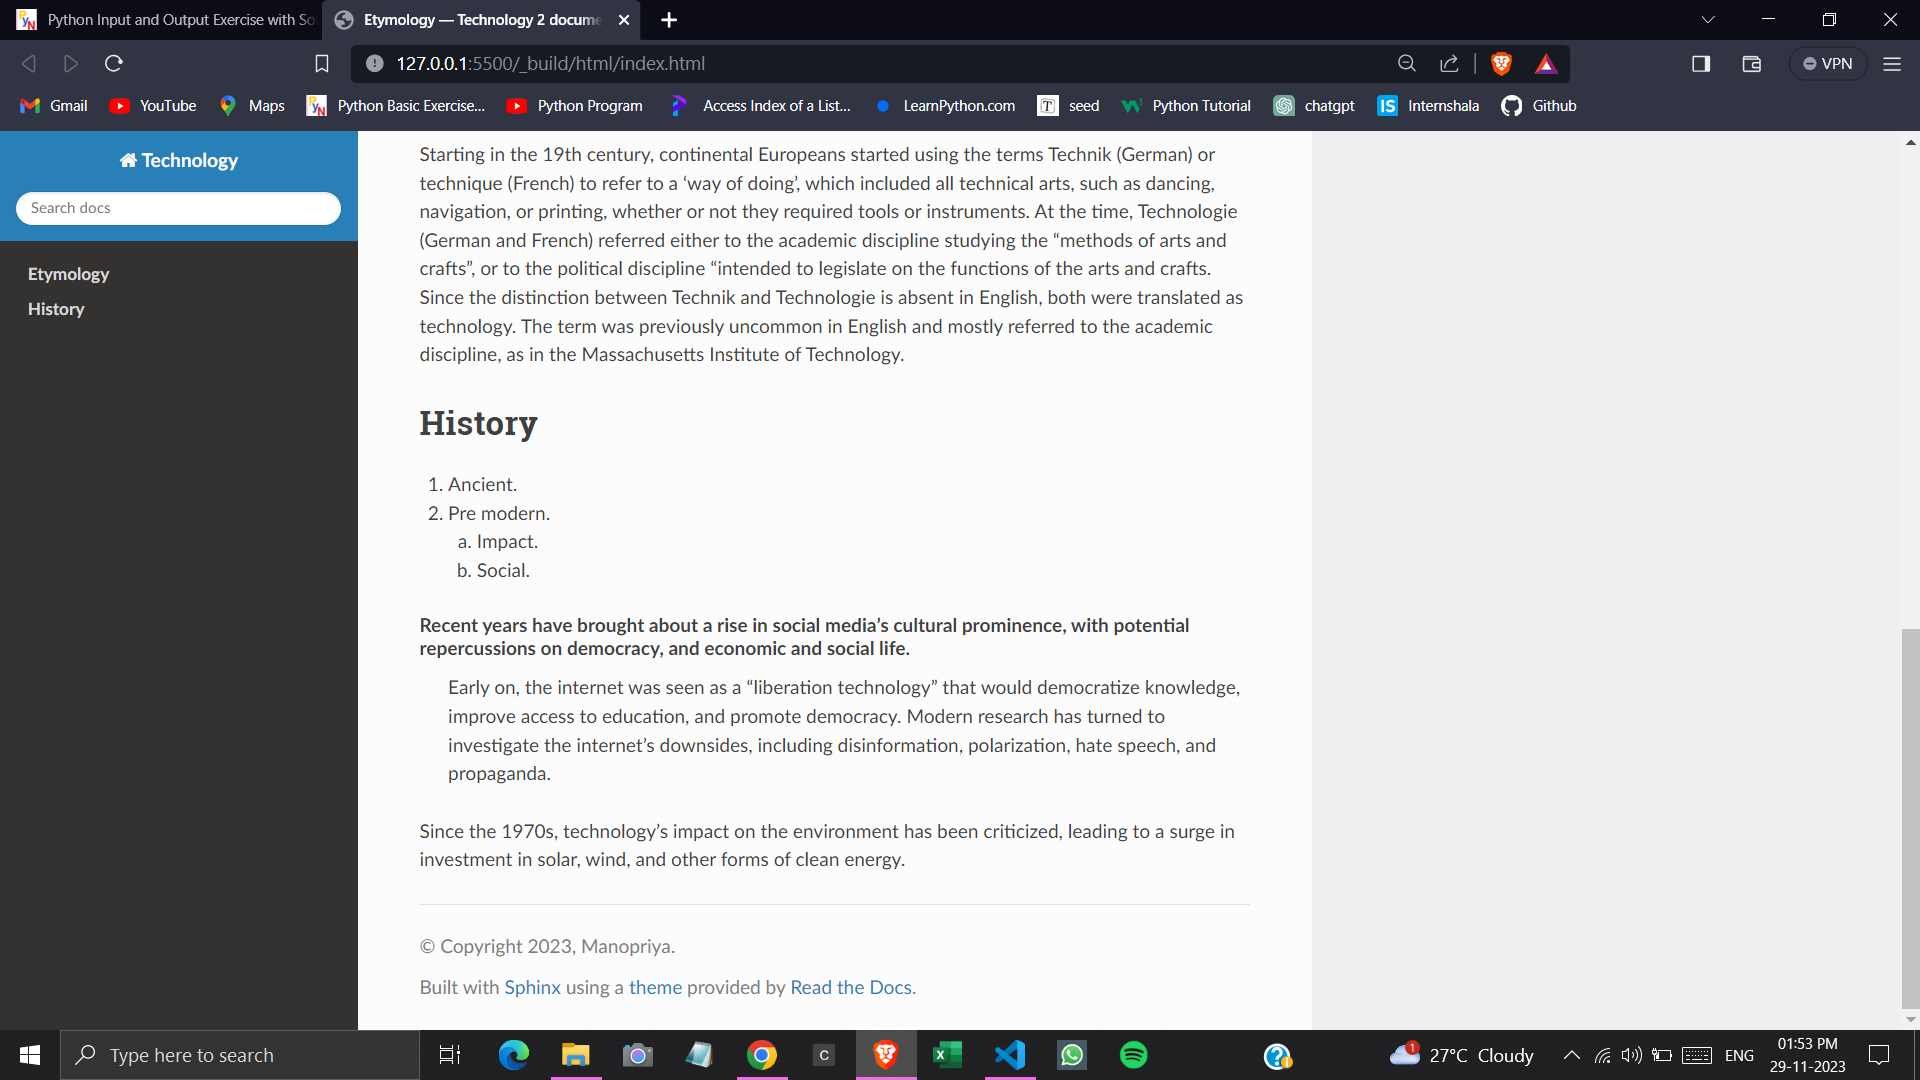 Python Input and Output Exercise with So
Etymology — Technology 2 docume
127.0.0.1:5500/_build/html/index.html
VPN
Gmail
YouTube
Maps
Python Basic Exercise...
Python Program
Access Index of a List...
LearnPython.com
seed
Python Tutorial
chatgpt
Internshala
Github
Technology
Search docs
Etymology
History
Starting in the 19th century, continental Europeans started using the terms Technik (German) or
technique (French) to refer to a ‘way of doing’, which included all technical arts, such as dancing,
navigation, or printing, whether or not they required tools or instruments. At the time, Technologie
(German and French) referred either to the academic discipline studying the “methods of arts and
crafts”, or to the political discipline “intended to legislate on the functions of the arts and crafts.
Since the distinction between Technik and Technologie is absent in English, both were translated as
technology. The term was previously uncommon in English and mostly referred to the academic
discipline, as in the Massachusetts Institute of Technology.
History
1. Ancient.
2. Pre modern.
a. Impact.
b. Social.
Recent years have brought about a rise in social media’s cultural prominence, with potential
repercussions on democracy, and economic and social life.
Early on, the internet was seen as a “liberation technology” that would democratize knowledge,
improve access to education, and promote democracy. Modern research has turned to
investigate the internet’s downsides, including disinformation, polarization, hate speech, and
propaganda.
Since the 1970s, technology’s impact on the environment has been criticized, leading to a surge in
investment in solar, wind, and other forms of clean energy.
© Copyright 2023, Manopriya.
Built with Sphinx using a theme provided by Read the Docs.
Type here to search
C
1
27°C Cloudy
ENG
01:53 PM
29-11-2023